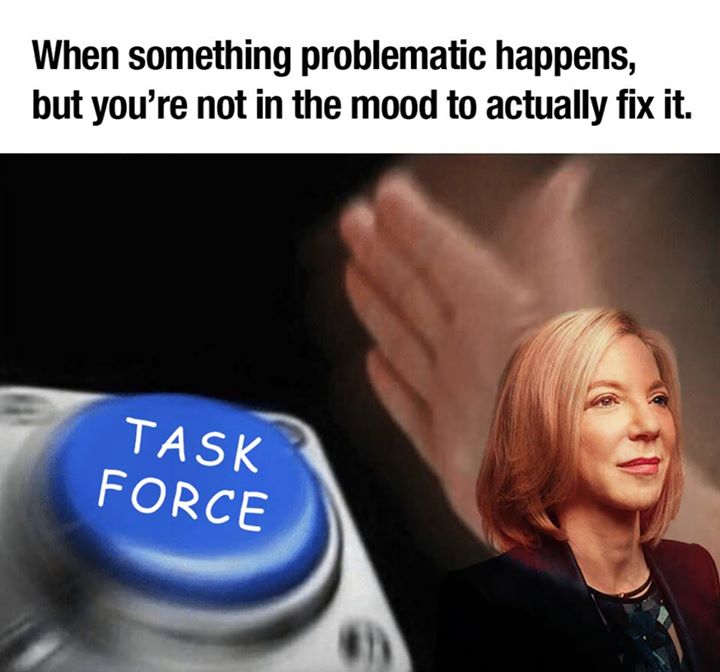 When something problematic happens,
but you’re not in the mood to actually fix it.
TASK
FORCE